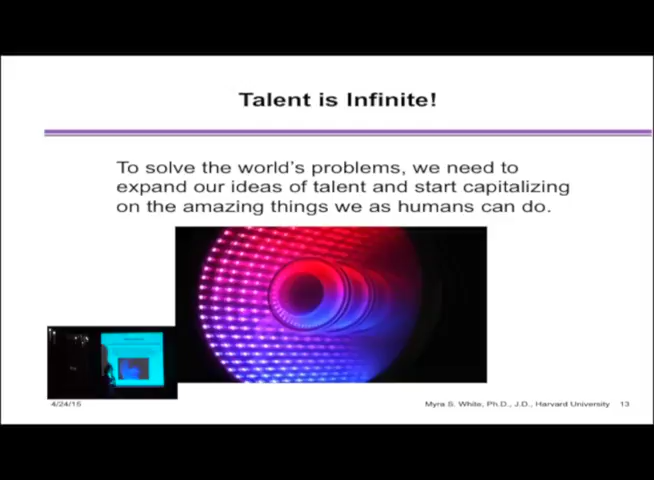 Talent is Infinite!
To solve the world's problems, we need to
expand our ideas of talent and start capitalizing
on the amazing things we as humans can do.
4/24/15
Myra S. White, Ph.D., J.D., Harvard University 13